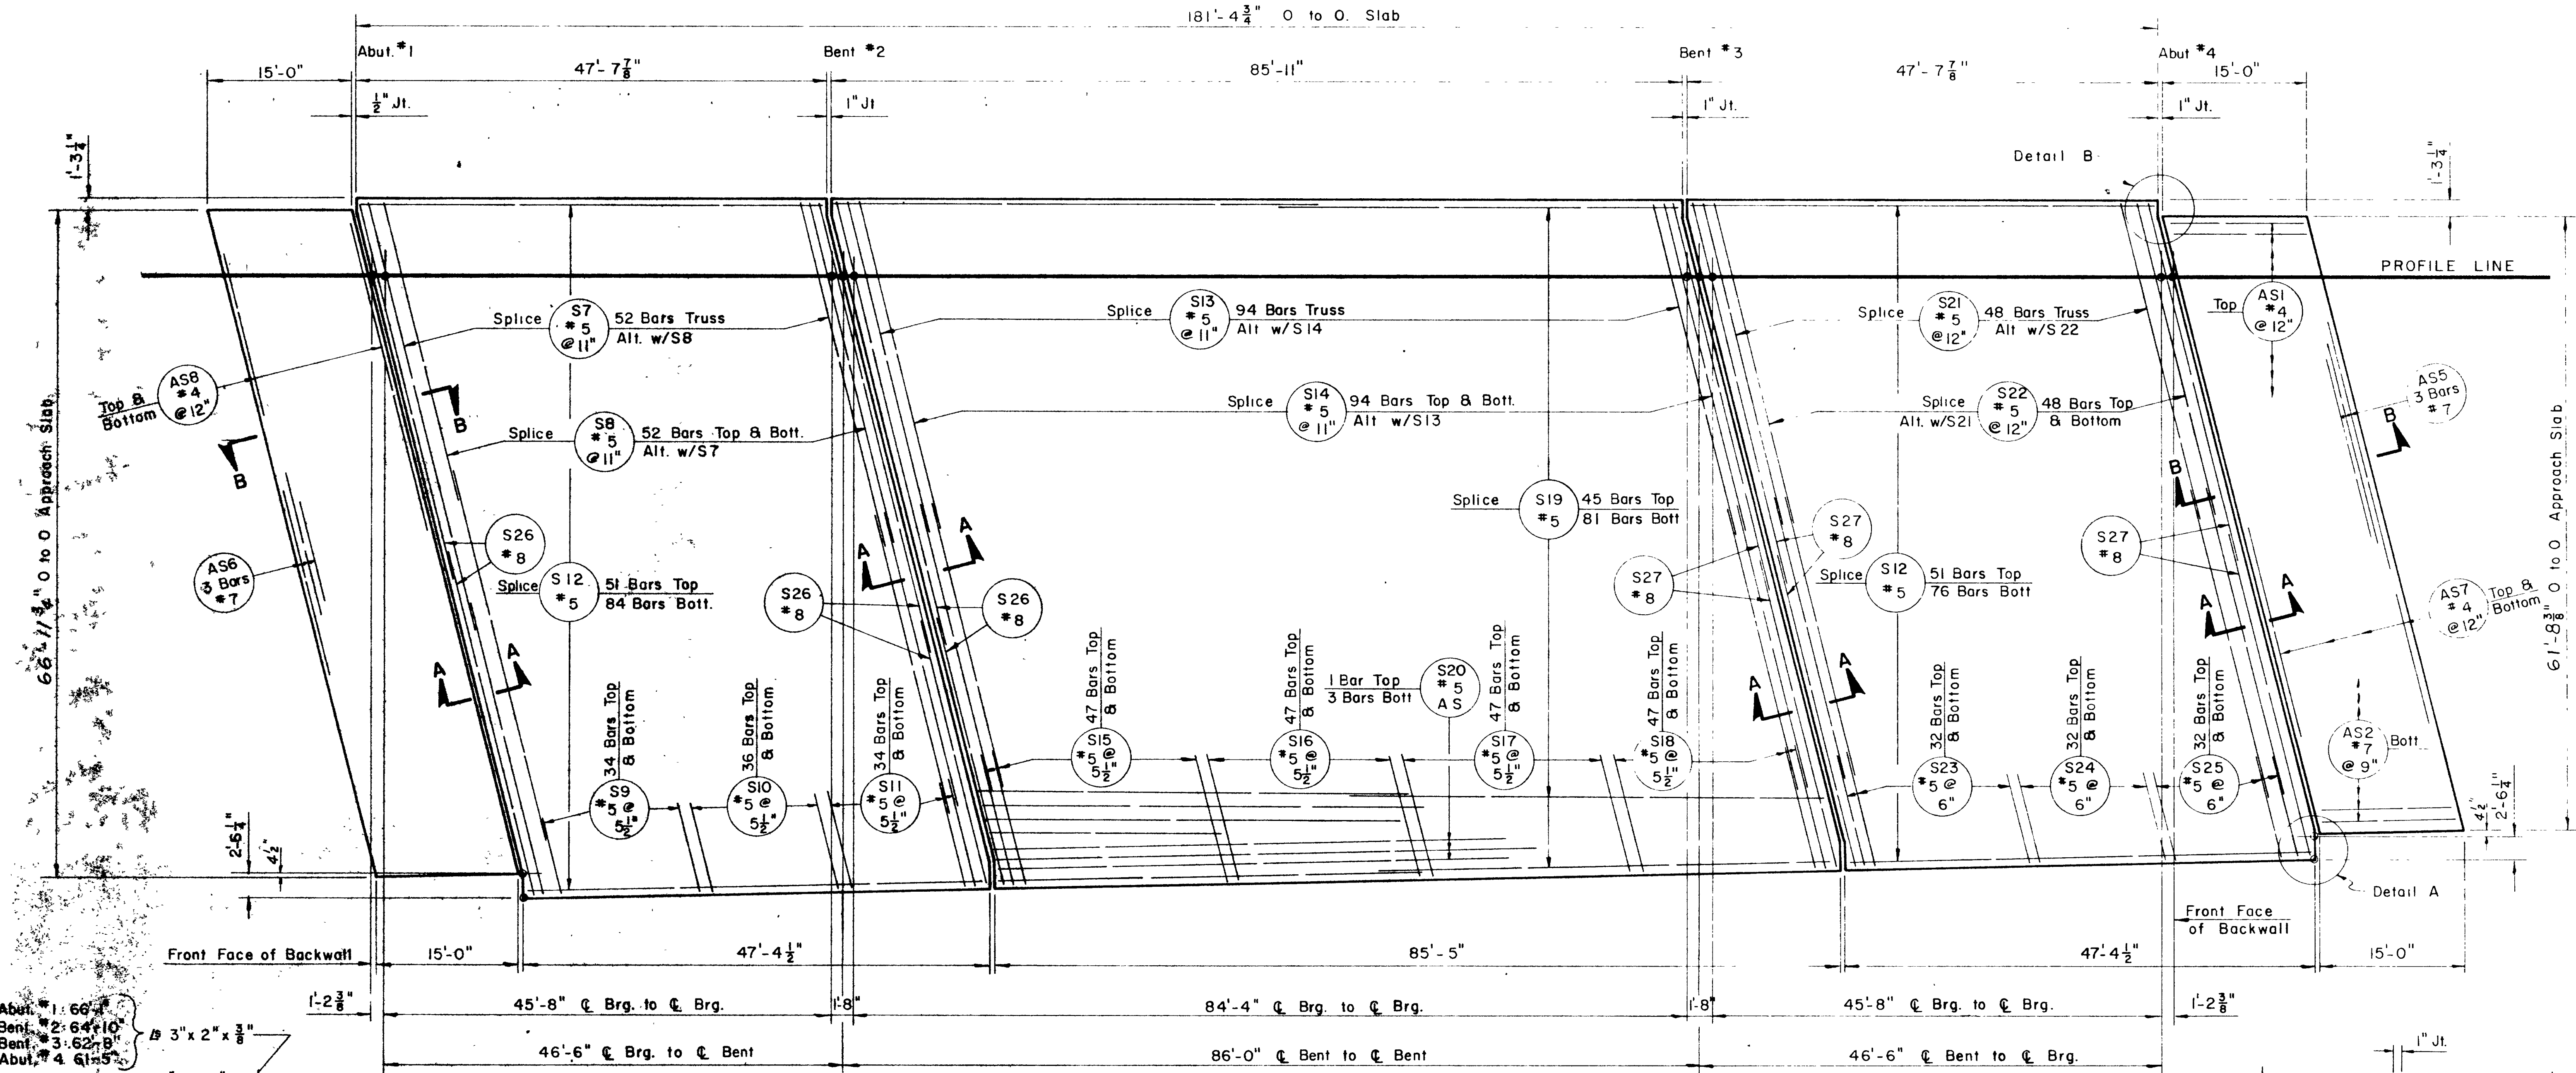 181'-4 3/4" O to O. Slab
Abut. #1
Bent #2
Bent #3
Abut #4
15'-0"
47'-7 7/8"
85'-11"
47'-7 7/8"
15'-0"
1/2" Jt.
1" Jt
1" Jt.
1" Jt.
1'-3 1/4"
Detail B
1'-3 1/4"
PROFILE LINE
Splice
S7
#5
@ 11"
52 Bars Truss
Alt. w/S8
Splice
S13
#5
@ 11"
94 Bars Truss
Alt w/S14
Splice
S21
#5
@ 12"
48 Bars Truss
Alt w/S22
Top
AS1
#4
@ 12"
Top &
Bottom
AS8
#4
@ 12"
B
B
Splice
S8
#5
@ 11"
52 Bars Top & Bott.
Alt. w/S7
Splice
S14
#5
@ 11"
94 Bars Top & Bott.
Alt w/S13
Splice
Alt. w/S21
S22
#5
@ 12"
48 Bars Top
& Bottom
AS5
3 Bars
#7
B
B
66'-11 3/4" O to O Approach Slab
61'-8 3/8" O to O Approach Slab
AS6
3 Bars
#7
S26
#8
Splice
S12
#5
51 Bars Top
84 Bars Bott.
A
A
S26
#8
S26
#8
A
A
Splice
S19
#5
45 Bars Top
81 Bars Bott
S27
#8
S27
#8
Splice
S12
#5
51 Bars Top
76 Bars Bott
S27
#8
A
A
AS7
#4
@ 12"
Top &
Bottom
A
A
34 Bars Top
& Bottom
S9
#5 @
5 1/2"
36 Bars Top
& Bottom
S10
#5 @
5 1/2"
34 Bars Top
& Bottom
S11
#5 @
5 1/2"
47 Bars Top
& Bottom
S15
#5 @
5 1/2"
47 Bars Top
& Bottom
S16
#5 @
5 1/2"
1 Bar Top
3 Bars Bott
S20
#5
AS
47 Bars Top
& Bottom
S17
#5 @
5 1/2"
47 Bars Top
& Bottom
S18
#5 @
5 1/2"
32 Bars Top
& Bottom
S23
#5 @
6"
32 Bars Top
& Bottom
S24
#5 @
6"
32 Bars Top
& Bottom
S25
#5 @
6"
AS2
#7
@ 9"
Bott
2'-6 1/4"
4 1/2"
4 1/2"
2'-6 1/4"
Detail A
Front Face
of Backwall
Front Face of Backwall
15'-0"
47'-4 1/2"
85'-5"
47'-4 1/2"
15'-0"
1'-2 3/8"
45'-8" ℄ Brg. to ℄ Brg.
1'-8"
84'-4" ℄ Brg. to ℄ Brg.
1'-8"
45'-8" ℄ Brg. to ℄ Brg.
1'-2 3/8"
46'-6" ℄ Brg. to ℄ Bent
86'-0" ℄ Bent to ℄ Bent
46'-6" ℄ Bent to ℄ Brg.
1" Jt.
Abut. #1: 66'-
Bent #2: 64'-10"
Bent #3: 62'-8"
Abut. #4 61'-5"
3" x 2" x 3/8"